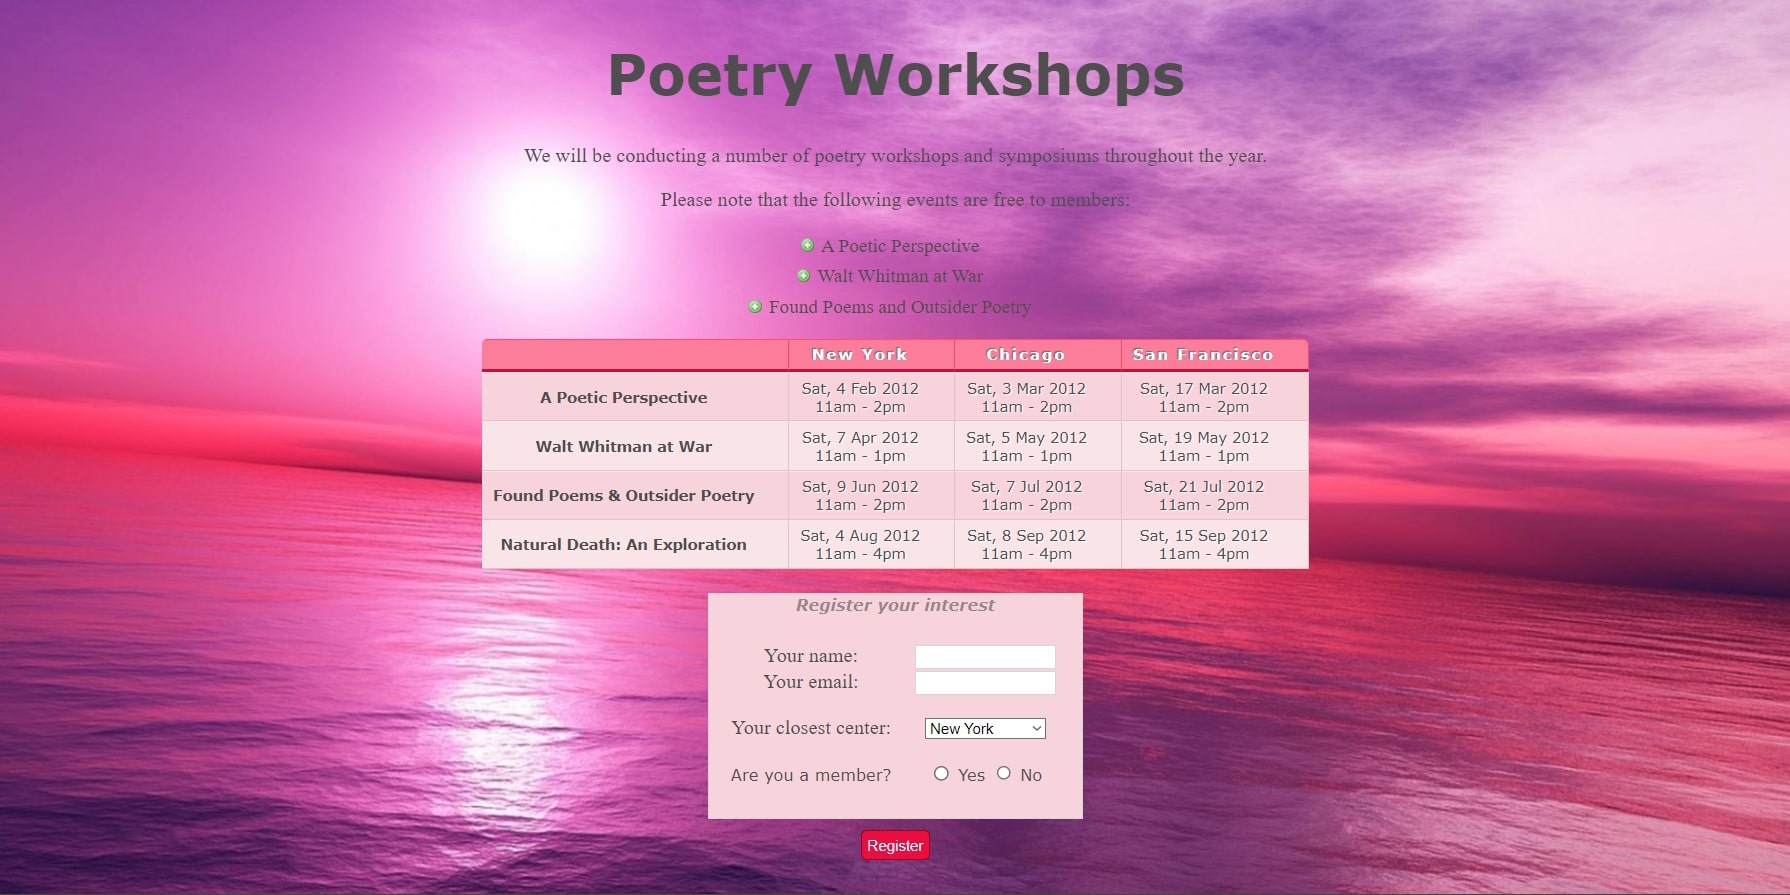 Poetry Workshops
We will be conducting a number of poetry workshops and symposiums throughout the year.
Please note that the following events are free to members:
A Poetic Perspective
Walt Whitman at War
Found Poems and Outsider Poetry
New York Chicago San Francisco
A Poetic Perspective Sat, 4 Feb 2012 11am - 2pm Sat, 3 Mar 2012 11am - 2pm Sat, 17 Mar 2012 11am - 2pm
Walt Whitman at War Sat, 7 Apr 2012 11am - 1pm Sat, 5 May 2012 11am - 1pm Sat, 19 May 2012 11am - 1pm
Found Poems & Outsider Poetry Sat, 9 Jun 2012 11am - 2pm Sat, 7 Jul 2012 11am - 2pm Sat, 21 Jul 2012 11am - 2pm
Natural Death: An Exploration Sat, 4 Aug 2012 11am - 4pm Sat, 8 Sep 2012 11am - 4pm Sat, 15 Sep 2012 11am - 4pm
Register your interest
Your name:
Your email:
Your closest center: New York
Are you a member? Yes No
Register